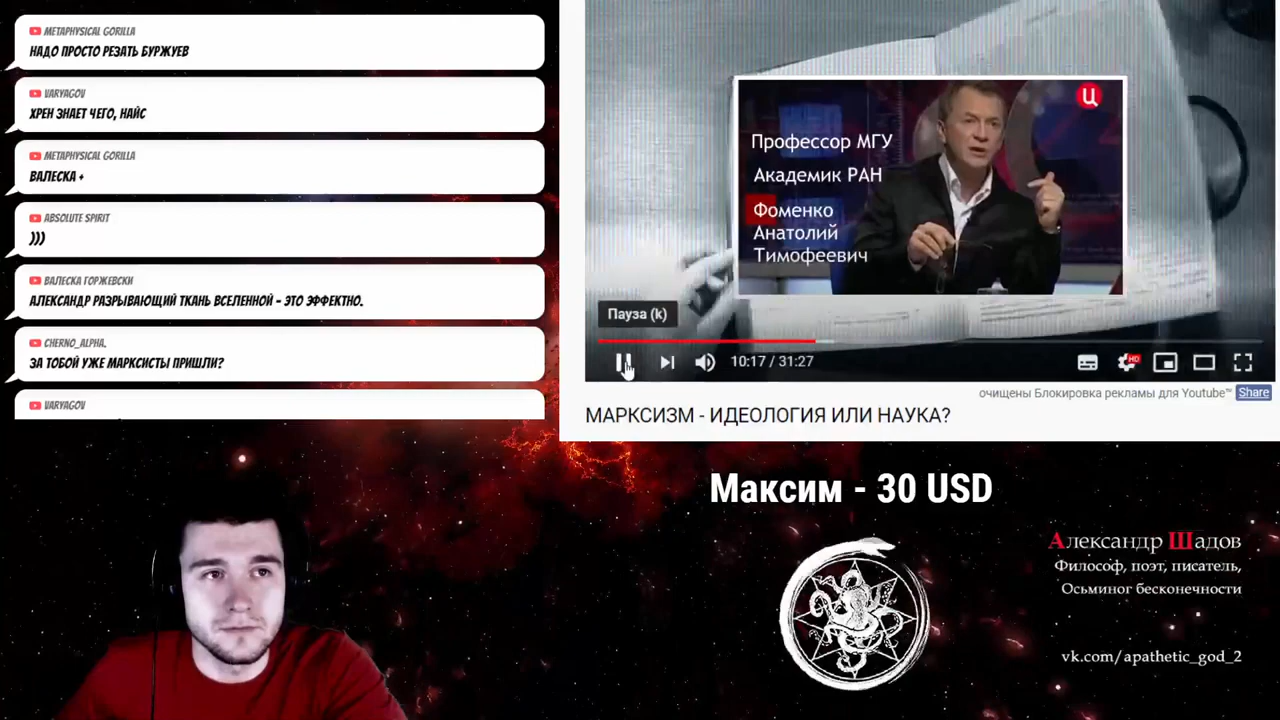 METAPHYSICAL GORILLA
НАДО ПРОСТО РЕЗАТЬ БУРЖУЕВ
VARYAGOV
ХРЕН ЗНАЕТ ЧЕГО, НАЙС
METAPHYSICAL GORILLA
ВАЛЕСКА +
ABSOLUTE SPIRIT
)))
ВАЛЕСКА ГОРЖЕВСКИ
АЛЕКСАНДР РАЗРЫВАЮЩИЙ ТКАНЬ ВСЕЛЕННОЙ - ЭТО ЭФФЕКТНО.
CHERNO_ALPHA.
ЗА ТОБОЙ УЖЕ МАРКСИСТЫ ПРИШЛИ?
VARYAGOV
Ц
Профессор МГУ
Академик РАН
Фоменко
Анатолий
Тимофеевич
Пауза (k)
10:17 / 31:27
HD
очищены Блокировка рекламы для Youtube™ Share
МАРКСИЗМ - ИДЕОЛОГИЯ ИЛИ НАУКА?
Максим - 30 USD
Александр Шадов
Философ, поэт, писатель,
Осьминог бесконечности
vk.com/apathetic_god_2